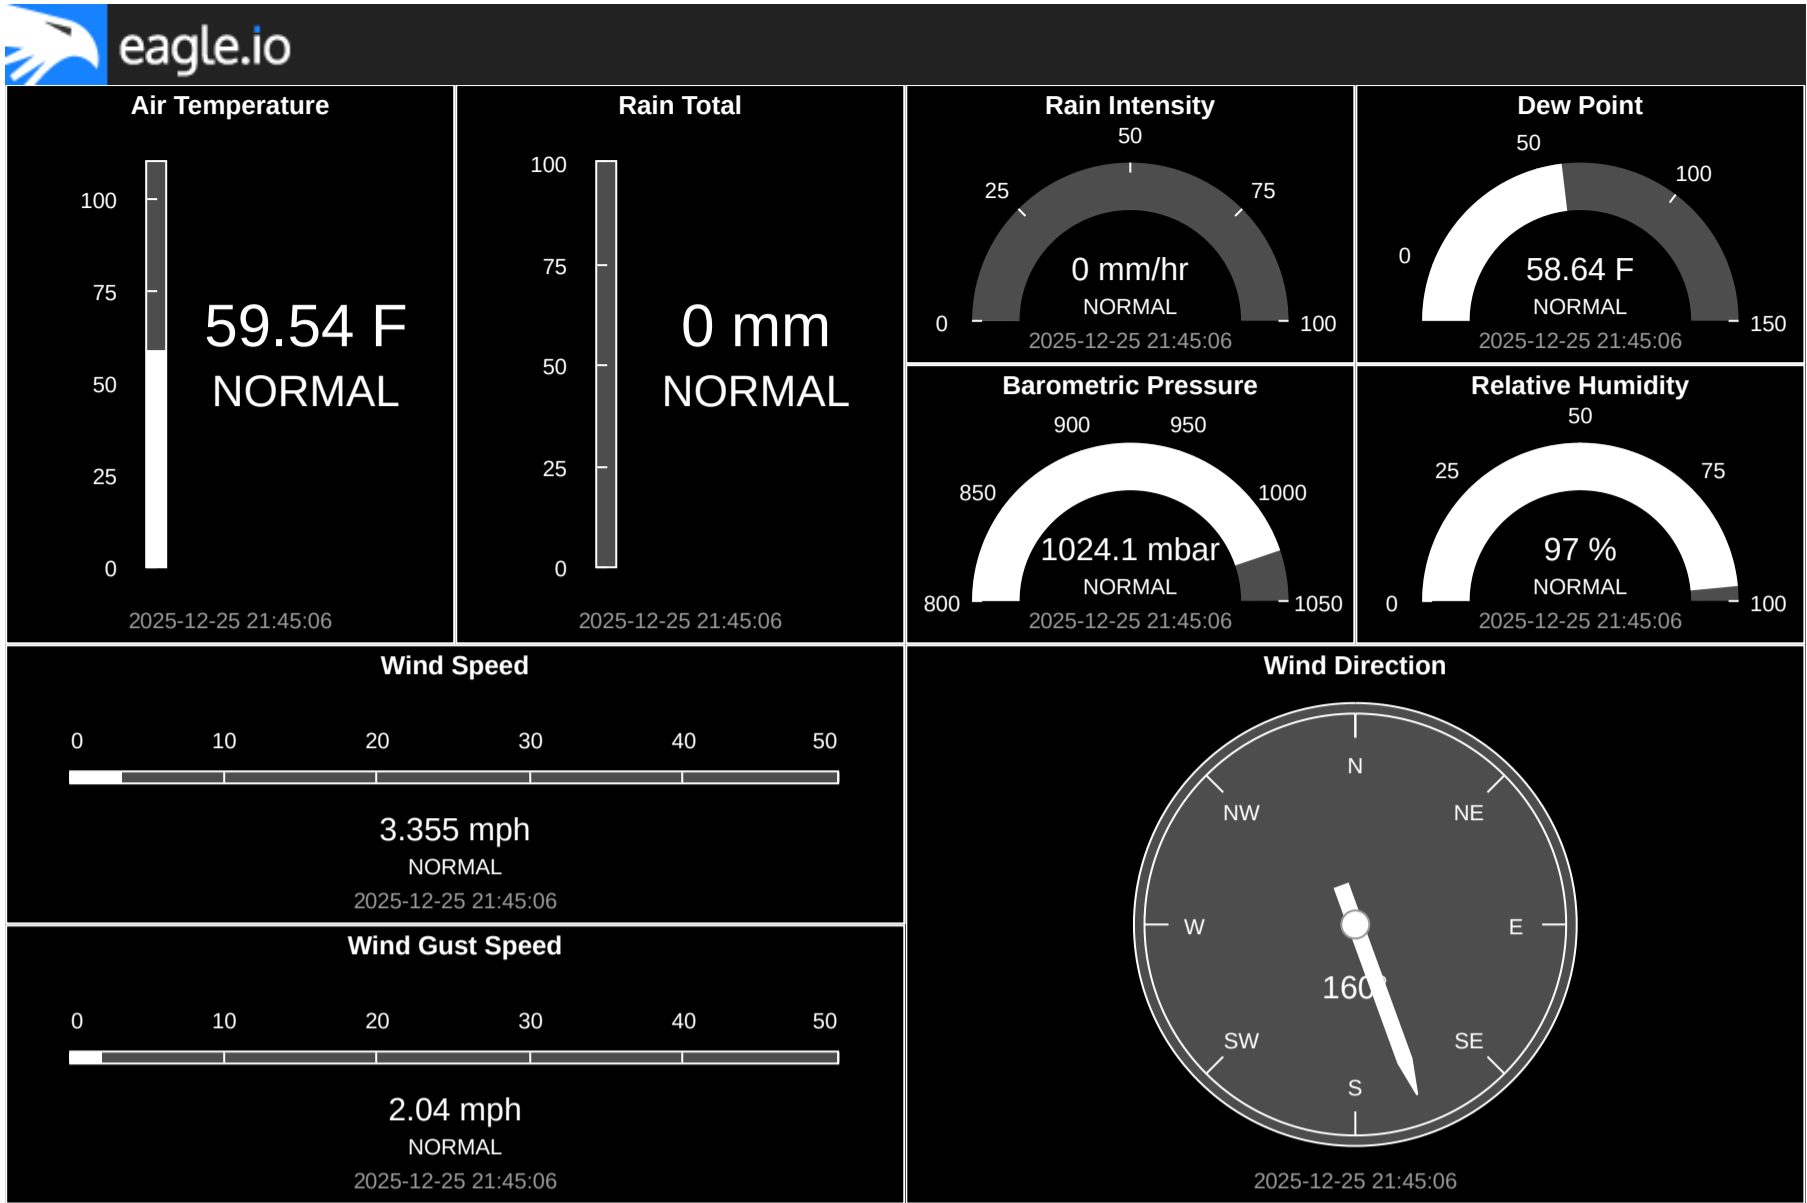 eagle.io
Air Temperature
100
75
50
25
0
59.54 F
NORMAL
2025-12-25 21:45:06
Rain Total
100
75
50
25
0
0 mm
NORMAL
2025-12-25 21:45:06
Rain Intensity
50
25
75
0
100
0 mm/hr
NORMAL
2025-12-25 21:45:06
Dew Point
50
100
0
150
58.64 F
NORMAL
2025-12-25 21:45:06
Barometric Pressure
900 950
850 1000
1024.1 mbar
NORMAL
800 1050
2025-12-25 21:45:06
Relative Humidity
50
25 75
97 %
NORMAL
0 100
2025-12-25 21:45:06
Wind Speed
0 10 20 30 40 50
3.355 mph
NORMAL
2025-12-25 21:45:06
Wind Gust Speed
0 10 20 30 40 50
2.04 mph
NORMAL
2025-12-25 21:45:06
Wind Direction
N
NW NE
W E
160
SW SE
S
2025-12-25 21:45:06